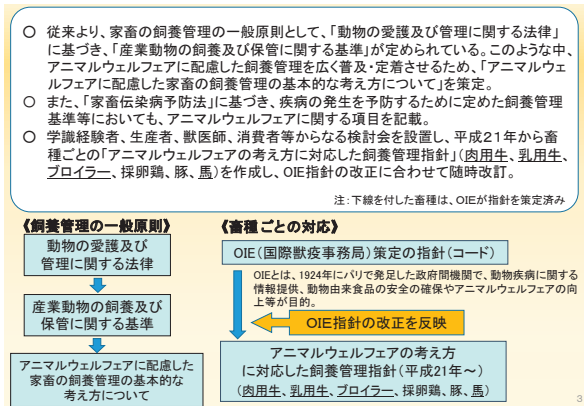 ○ 従来より、家畜の飼養管理の一般原則として、「動物の愛護及び管理に関する法律」
に基づき、「産業動物の飼養及び保管に関する基準」が定められている。このような中、
アニマルウェルフェアに配慮した飼養管理を広く普及・定着させるため、「アニマルウェ
ルフェアに配慮した家畜の飼養管理の基本的な考え方について」を策定。
○ また、「家畜伝染病予防法」に基づき、疾病の発生を予防するために定めた飼養管理
基準等においても、アニマルウェルフェアに関する項目を記載。
○ 学識経験者、生産者、獣医師、消費者等からなる検討会を設置し、平成21年から畜
種ごとの「アニマルウェルフェアの考え方に対応した飼養管理指針」(肉用牛、乳用牛、
ブロイラー、採卵鶏、豚、馬)を作成し、OIE指針の改正に合わせて随時改訂。
注:下線を付した畜種は、OIEが指針を策定済み
《飼養管理の一般原則》
動物の愛護及び
管理に関する法律
産業動物の飼養及び
保管に関する基準
アニマルウェルフェアに配慮した
家畜の飼養管理の基本的な
考え方について
《畜種ごとの対応》
OIE(国際獣疫事務局)策定の指針(コード)
OIEとは、1924年にパリで発足した政府間機関で、動物疾病に関する
情報提供、動物由来食品の安全の確保やアニマルウェルフェアの向
上等が目的。
OIE指針の改正を反映
アニマルウェルフェアの考え方
に対応した飼養管理指針(平成21年~)
(肉用牛、乳用牛、ブロイラー、採卵鶏、豚、馬)
3